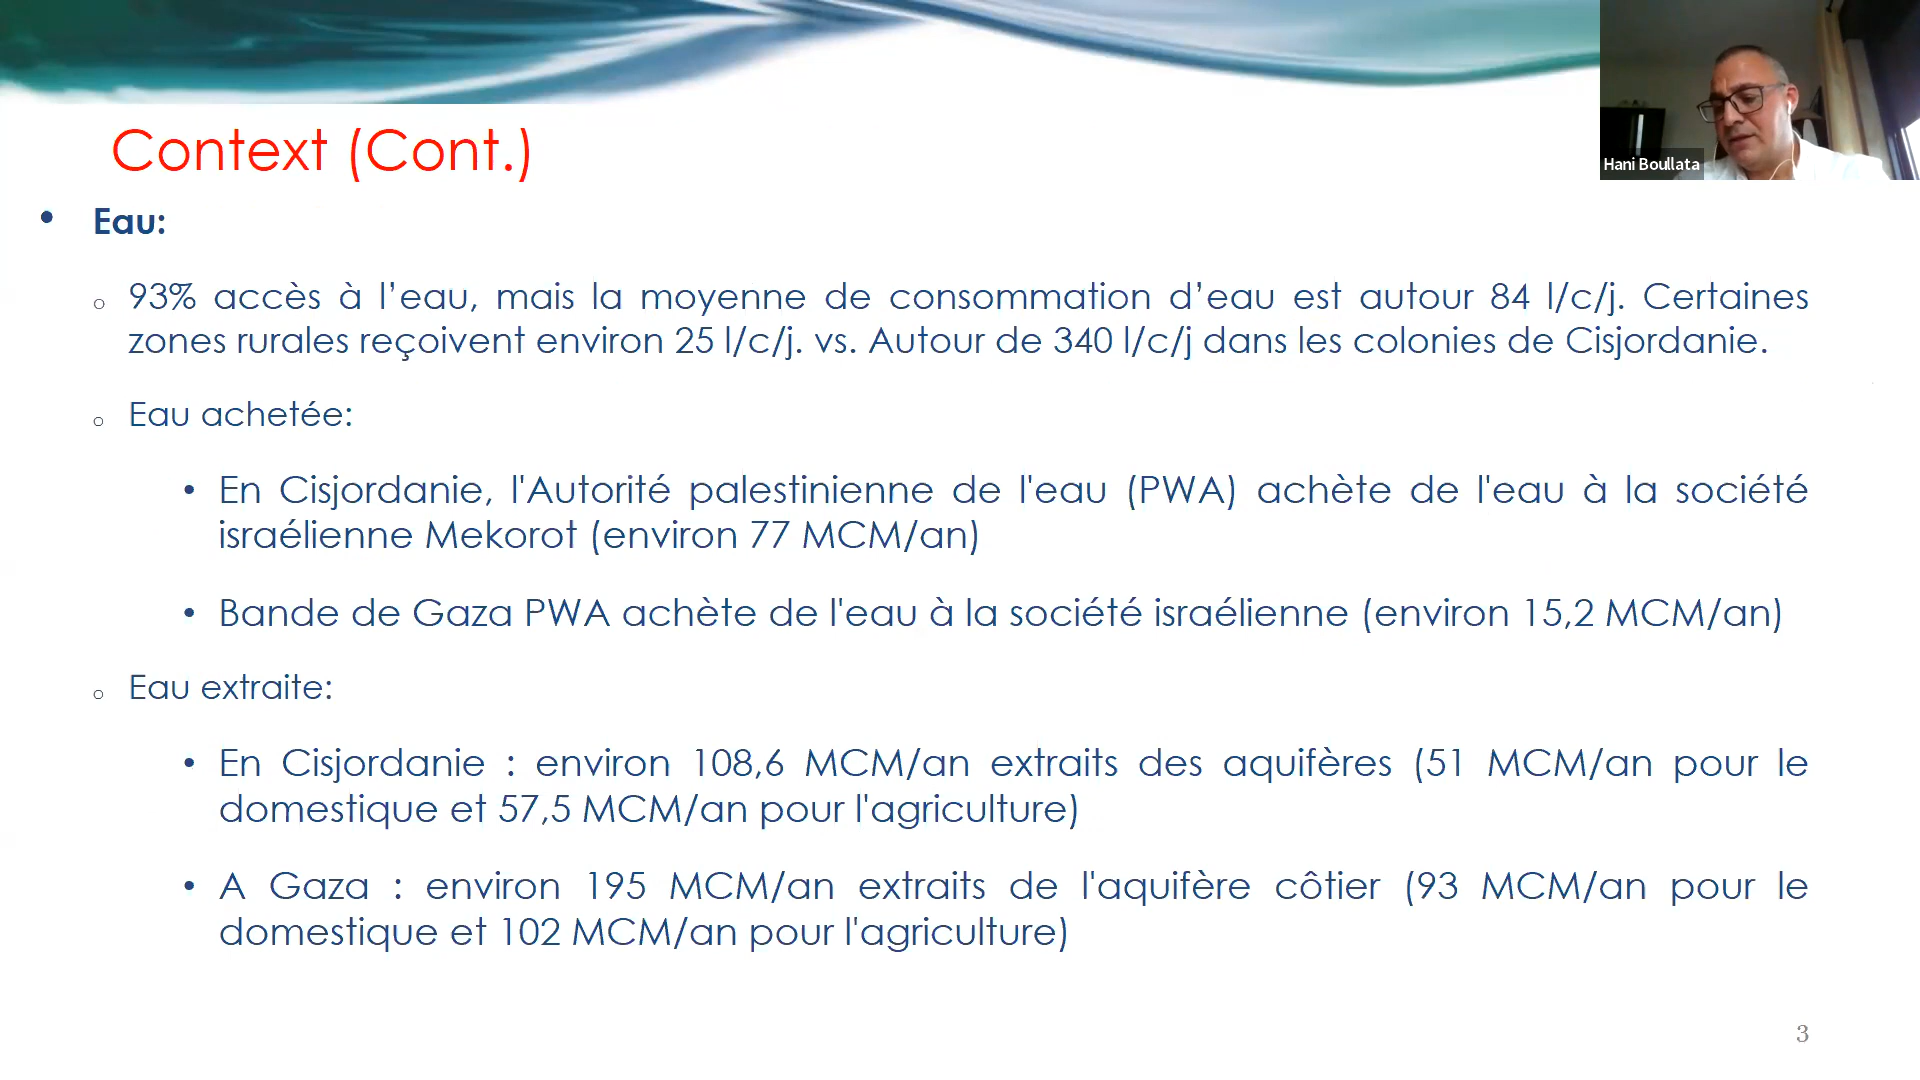 Context (Cont.)
Hani Boullata
• Eau:
○ 93% accès à l’eau, mais la moyenne de consommation d’eau est autour 84 l/c/j. Certaines
zones rurales reçoivent environ 25 l/c/j. vs. Autour de 340 l/c/j dans les colonies de Cisjordanie.
○ Eau achetée:
• En Cisjordanie, l'Autorité palestinienne de l'eau (PWA) achète de l'eau à la société
israélienne Mekorot (environ 77 MCM/an)
• Bande de Gaza PWA achète de l'eau à la société israélienne (environ 15,2 MCM/an)
○ Eau extraite:
• En Cisjordanie : environ 108,6 MCM/an extraits des aquifères (51 MCM/an pour le
domestique et 57,5 MCM/an pour l'agriculture)
• A Gaza : environ 195 MCM/an extraits de l'aquifère côtier (93 MCM/an pour le
domestique et 102 MCM/an pour l'agriculture)
3